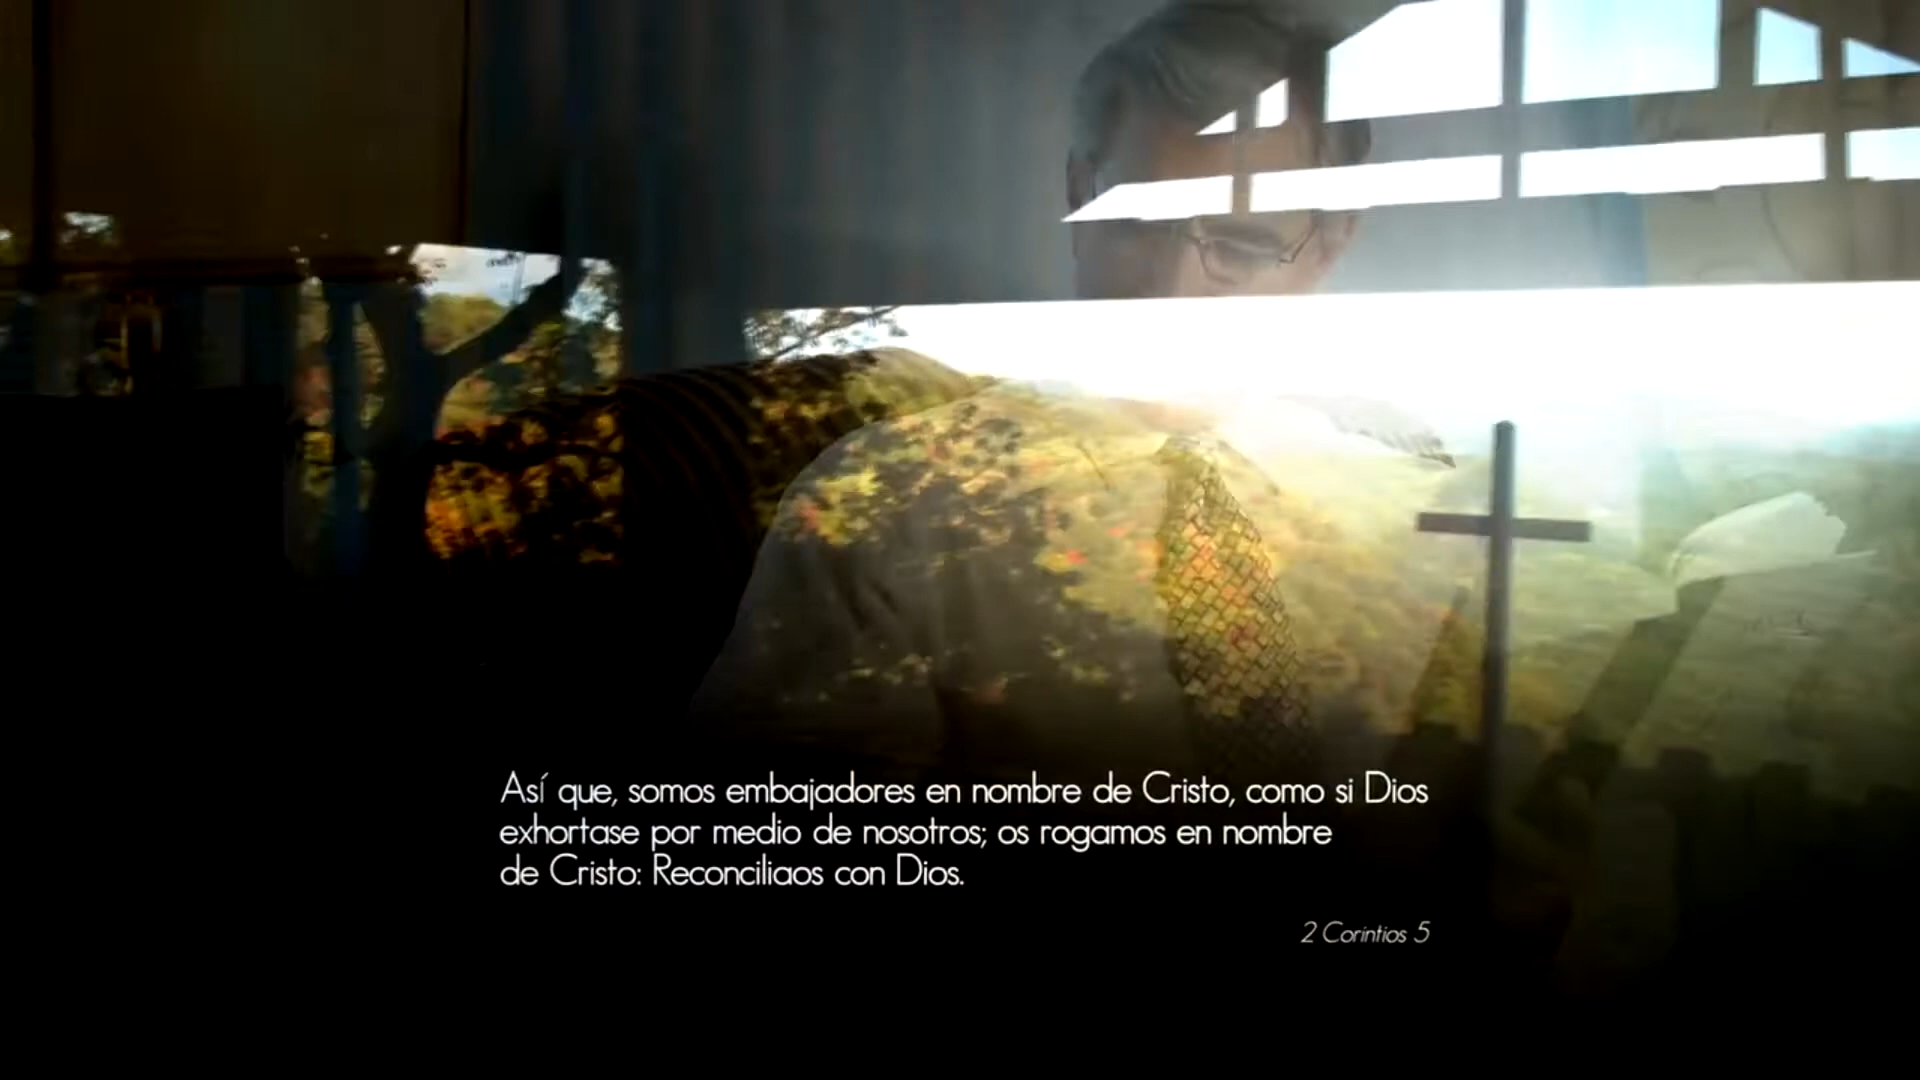 Así que, somos embajadores en nombre de Cristo, como si Dios
exhortase por medio de nosotros; os rogamos en nombre
de Cristo: Reconciliaos con Dios.
2 Corintios 5